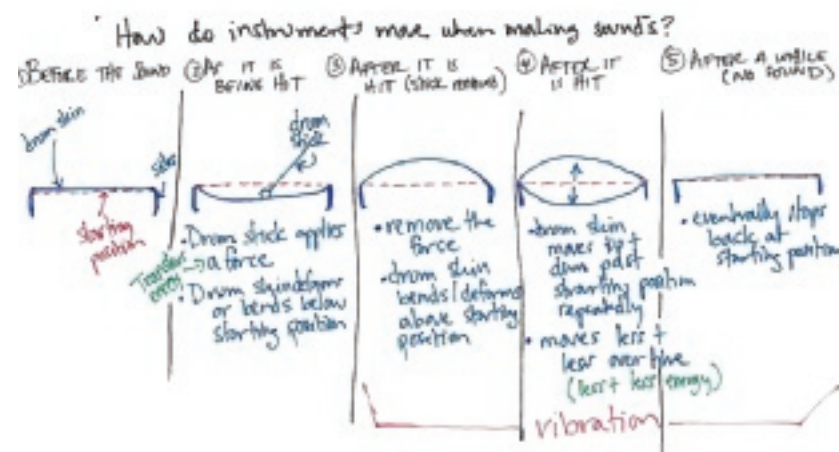 How do instruments move when making sounds?
BEFORE THE SOUND
② AS IT IS
BEING HIT
③ AFTER IT IS
HIT (stick removed)
④ AFTER IT
IS HIT
⑤ AFTER A WHILE
(NO SOUND)
drum skin
starting
position
drum
stick
Transfers
energy
• Drum stick applies
a force
• Drum skin deforms
or bends below
starting position
• remove the
force
• drum skin
bends/deforms
above starting
position
• drum skin
moves up +
down past
starting position
repeatedly
• moves less +
less over time
(less + less energy)
• eventually stops
back at
starting position
vibration